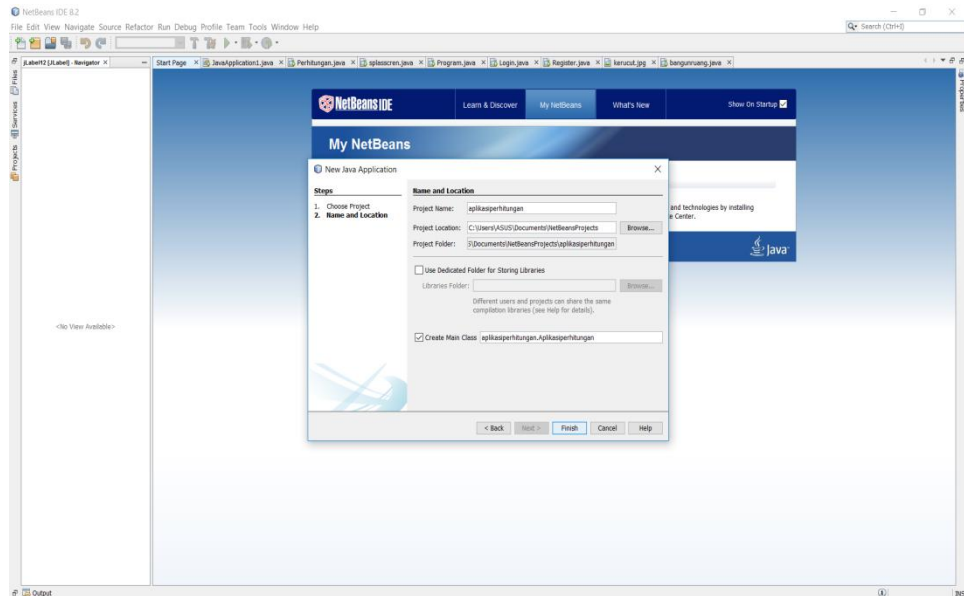 NetBeans IDE 8.2
File Edit View Navigate Source Refactor Run Debug Profile Team Tools Window Help
Search (Ctrl+I)
jLabel12 [JLabel] - Navigator
Start Page JavaApplication1.java Perhitungan.java splasscren.java Program.java Login.java Register.java kerucut.jpg bangunruang.java
Files
Services
Projects
Properties
<No View Available>
NetBeans IDE
Learn & Discover My NetBeans What's New Show On Startup
My NetBeans
and technologies by installing
e Center.
Java
New Java Application
Steps
1. Choose Project
2. Name and Location
Name and Location
Project Name: aplikasiperhitungan
Project Location: C:\Users\ASUS\Documents\NetBeansProjects Browse...
Project Folder: S\Documents\NetBeansProjects\aplikasiperhitungan
Use Dedicated Folder for Storing Libraries
Libraries Folder: Browse...
Different users and projects can share the same
compilation libraries (see Help for details).
Create Main Class aplikasiperhitungan.Aplikasiperhitungan
< Back Next > Finish Cancel Help
Output
INS